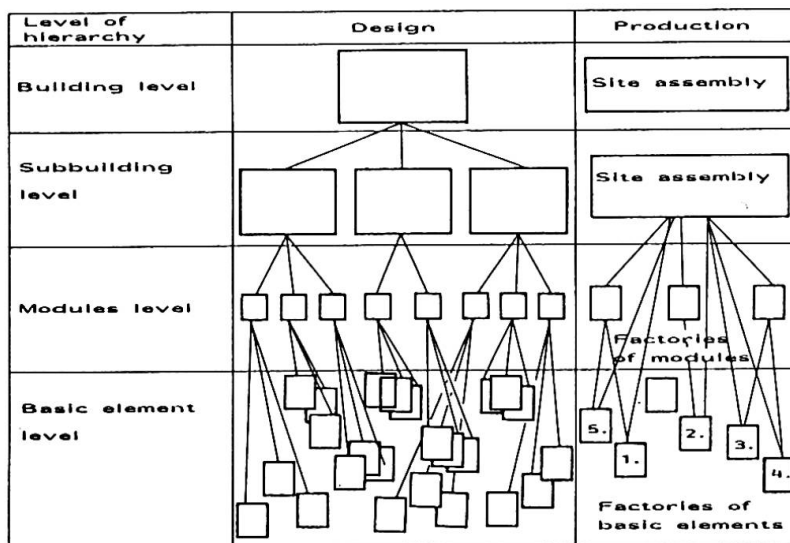 Level of
hierarchy
Design
Production
Building level
Site assembly
Subbuilding
level
Site assembly
Modules level
Factories
of modules
Basic element
level
5.
1.
2.
3.
4.
Factories of
basic elements